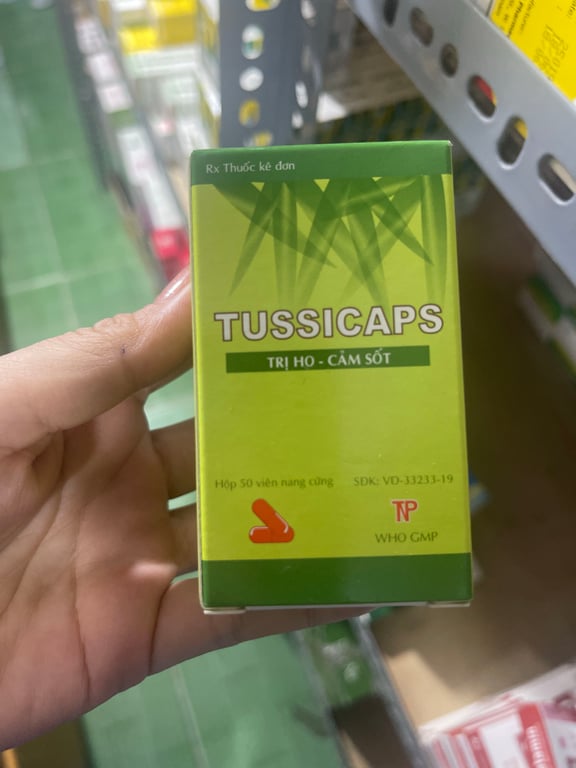 Rx Thuốc kê đơn
TUSSICAPS
TRỊ HO - CẢM SỐT
Hộp 50 viên nang cứng SĐK: VD-33233-19
TNP
WHO GMP